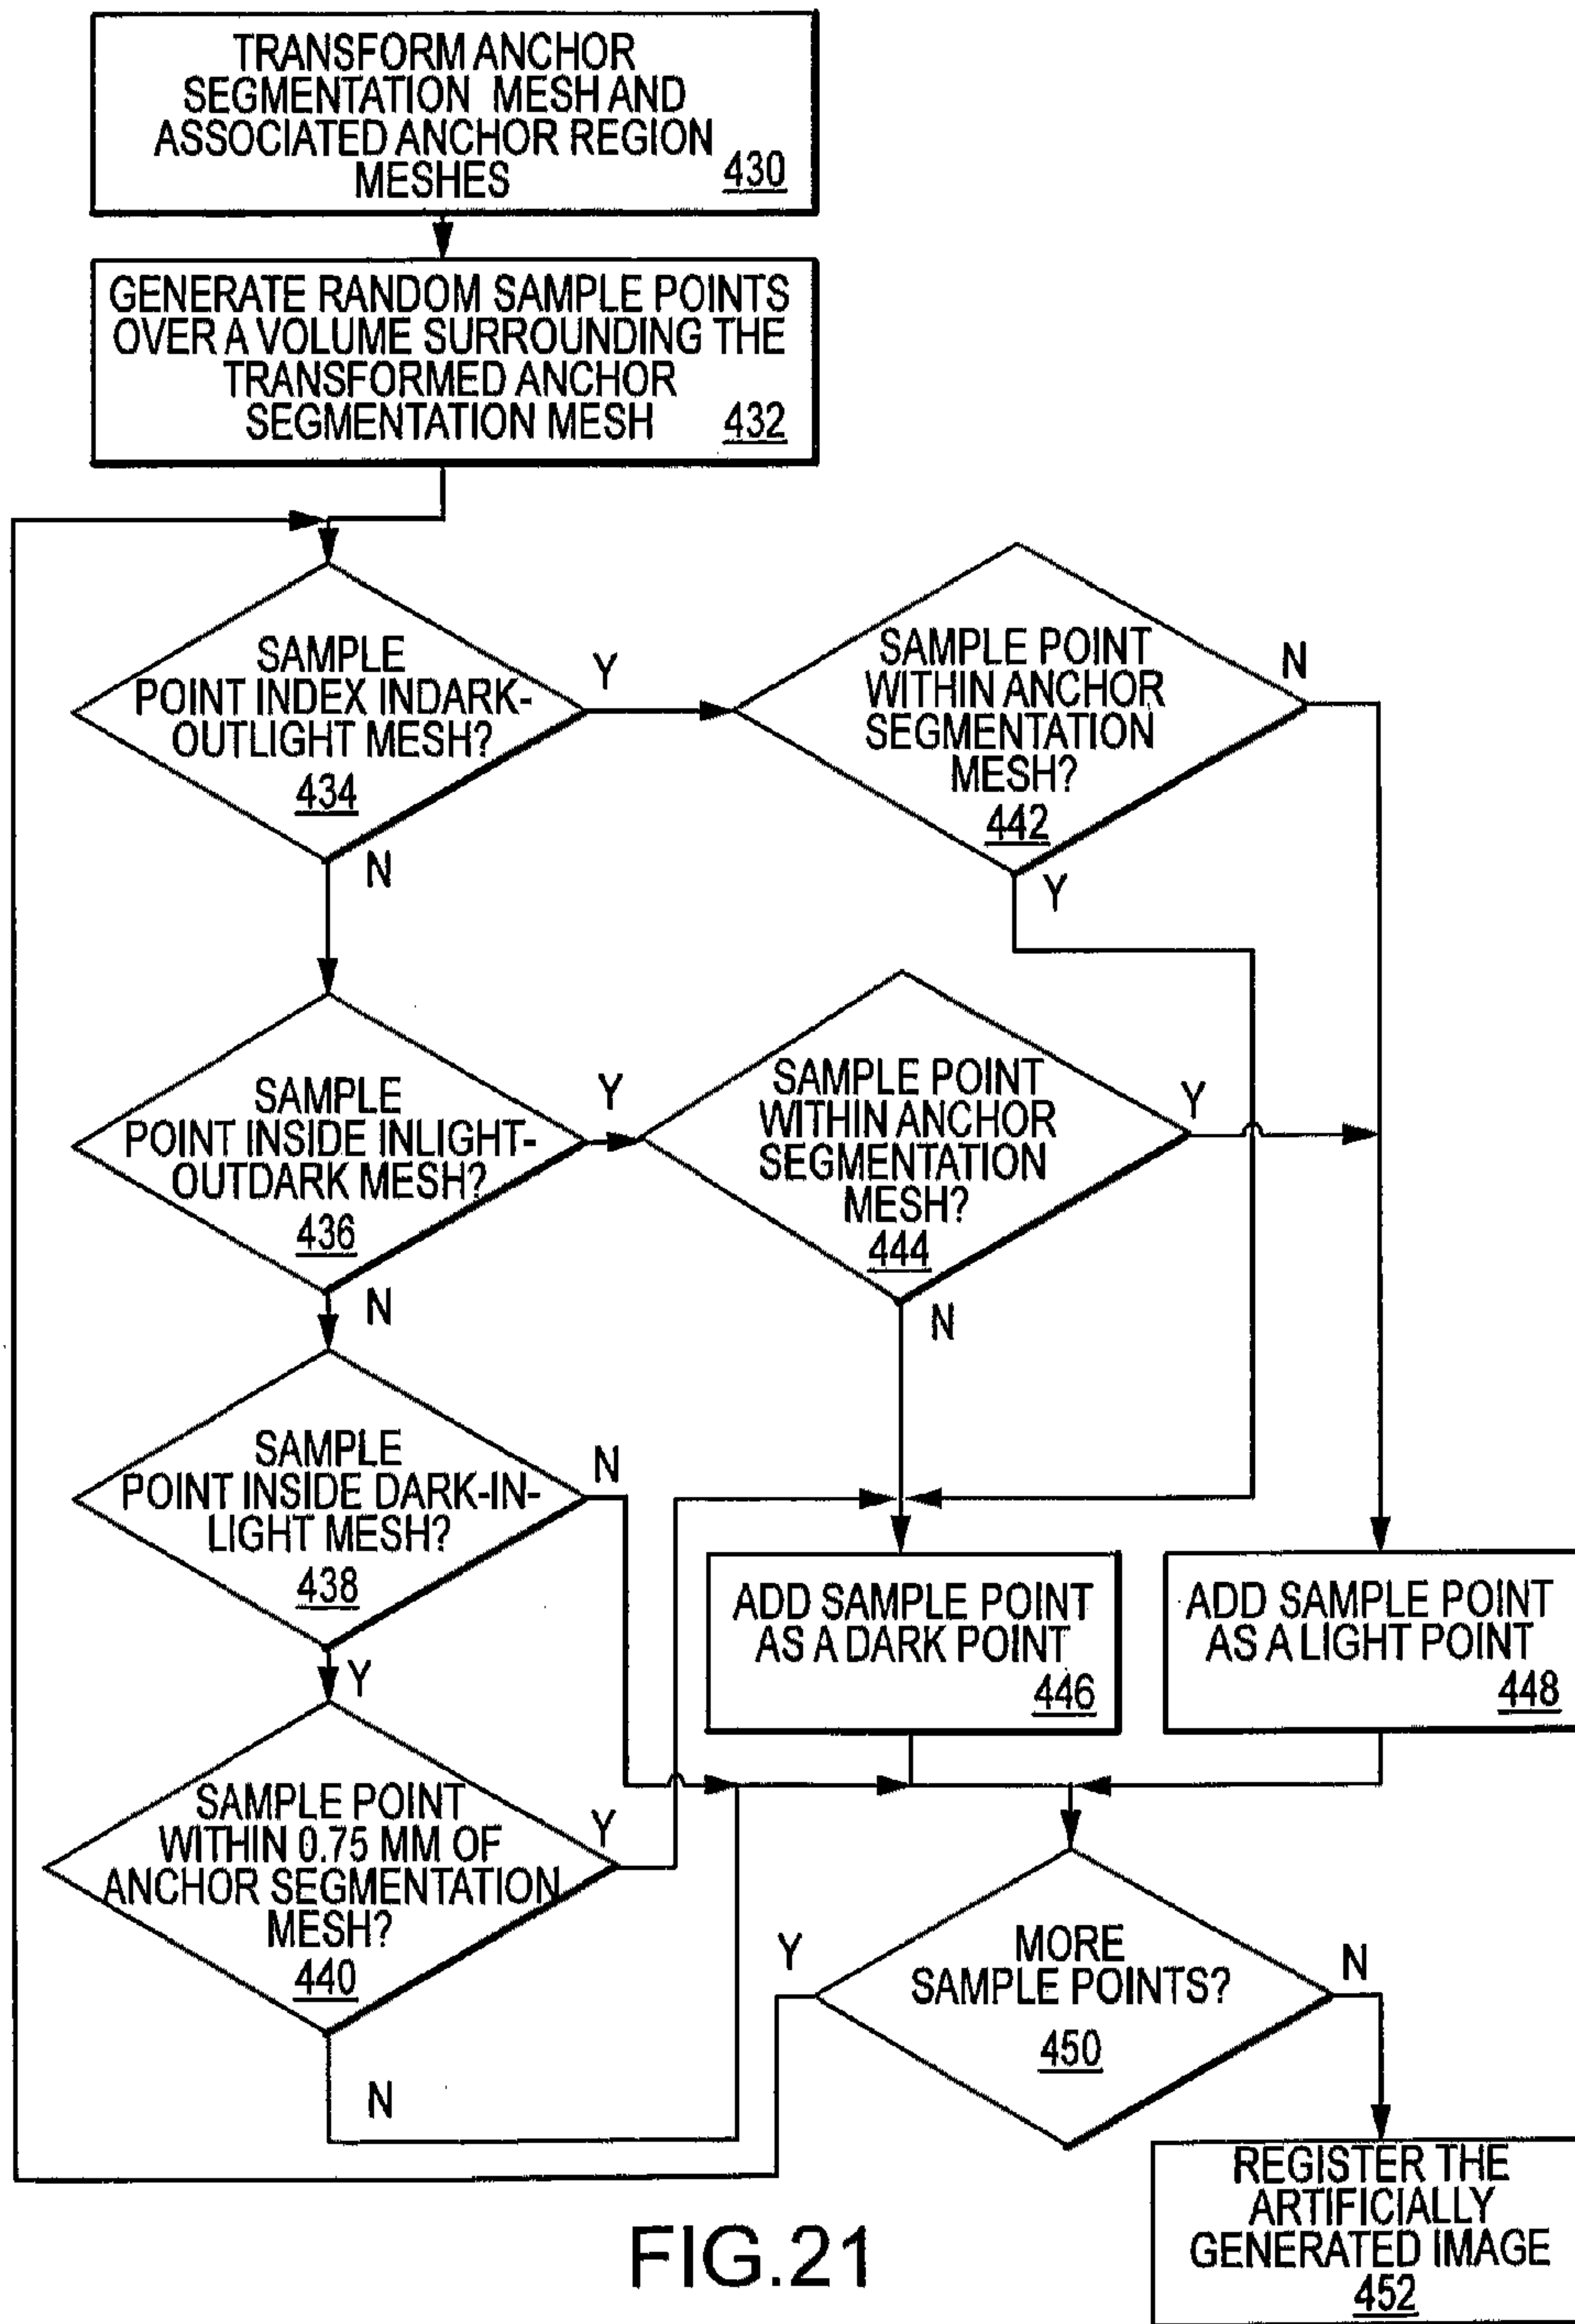 TRANSFORM ANCHOR
SEGMENTATION MESH AND
ASSOCIATED ANCHOR REGION
MESHES 430
GENERATE RANDOM SAMPLE POINTS
OVER A VOLUME SURROUNDING THE
TRANSFORMED ANCHOR
SEGMENTATION MESH 432
SAMPLE
POINT INDEX INDARK-
OUTLIGHT MESH?
434
Y
N
SAMPLE POINT
WITHIN ANCHOR
SEGMENTATION
MESH?
442
N
Y
SAMPLE
POINT INSIDE INLIGHT-
OUTDARK MESH?
436
Y
N
SAMPLE POINT
WITHIN ANCHOR
SEGMENTATION
MESH?
444
Y
N
SAMPLE
POINT INSIDE DARK-IN-
LIGHT MESH?
438
N
Y
ADD SAMPLE POINT
AS A DARK POINT
446
ADD SAMPLE POINT
AS A LIGHT POINT
448
SAMPLE POINT
WITHIN 0.75 MM OF
ANCHOR SEGMENTATION
MESH?
440
Y
N
MORE
SAMPLE POINTS?
450
Y
N
REGISTER THE
ARTIFICIALLY
GENERATED IMAGE
452
FIG.21